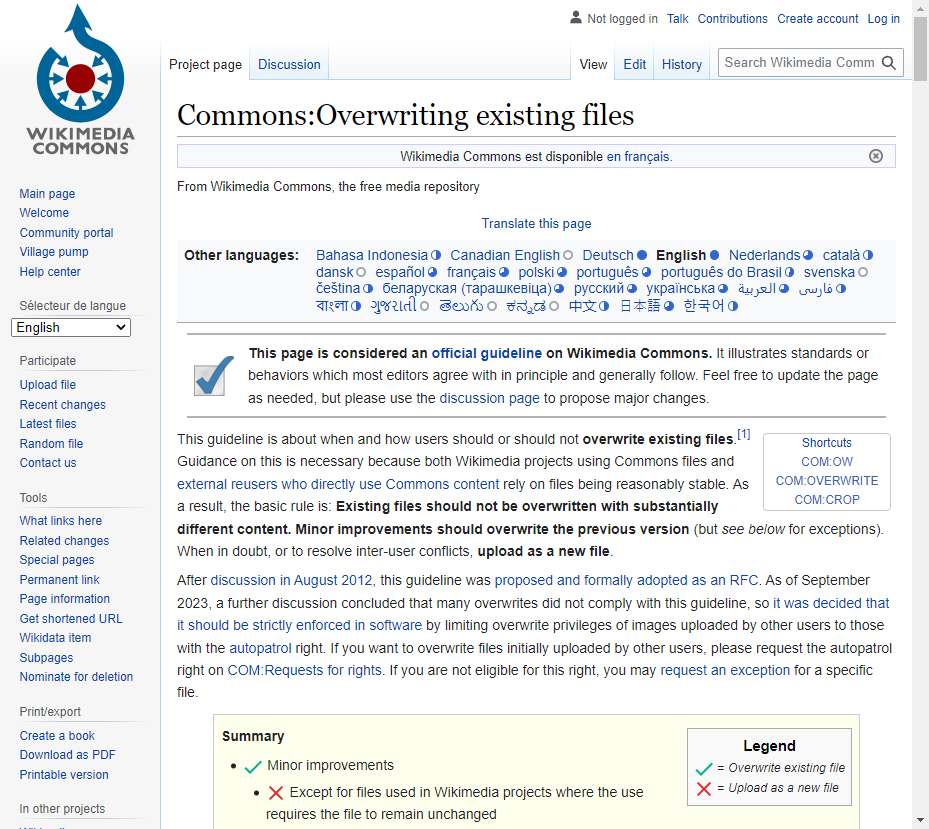 Not logged in Talk Contributions Create account Log in
Project page Discussion View Edit History Search Wikimedia Comm
WIKIMEDIA
COMMONS
Main page
Welcome
Community portal
Village pump
Help center
Sélecteur de langue
English
Participate
Upload file
Recent changes
Latest files
Random file
Contact us
Tools
What links here
Related changes
Special pages
Permanent link
Page information
Get shortened URL
Wikidata item
Subpages
Nominate for deletion
Print/export
Create a book
Download as PDF
Printable version
In other projects
Commons:Overwriting existing files
Wikimedia Commons est disponible en français.
From Wikimedia Commons, the free media repository
Translate this page
Other languages: Bahasa Indonesia Canadian English Deutsch English Nederlands català
dansk español français polski português português do Brasil svenska
čeština беларуская (тарашкевіца) русский українська العربية فارسی
বাংলা ગુજરાતી తెలుగు ಕನ್ನಡ 中文 日本語 한국어
This page is considered an official guideline on Wikimedia Commons. It illustrates standards or
behaviors which most editors agree with in principle and generally follow. Feel free to update the page
as needed, but please use the discussion page to propose major changes.
This guideline is about when and how users should or should not overwrite existing files.[1]
Guidance on this is necessary because both Wikimedia projects using Commons files and
external reusers who directly use Commons content rely on files being reasonably stable. As
a result, the basic rule is: Existing files should not be overwritten with substantially
different content. Minor improvements should overwrite the previous version (but see below for exceptions).
When in doubt, or to resolve inter-user conflicts, upload as a new file.
Shortcuts
COM:OW
COM:OVERWRITE
COM:CROP
After discussion in August 2012, this guideline was proposed and formally adopted as an RFC. As of September
2023, a further discussion concluded that many overwrites did not comply with this guideline, so it was decided that
it should be strictly enforced in software by limiting overwrite privileges of images uploaded by other users to those
with the autopatrol right. If you want to overwrite files initially uploaded by other users, please request the autopatrol
right on COM:Requests for rights. If you are not eligible for this right, you may request an exception for a specific
file.
Summary
Minor improvements
Except for files used in Wikimedia projects where the use
requires the file to remain unchanged
Legend
= Overwrite existing file
= Upload as a new file